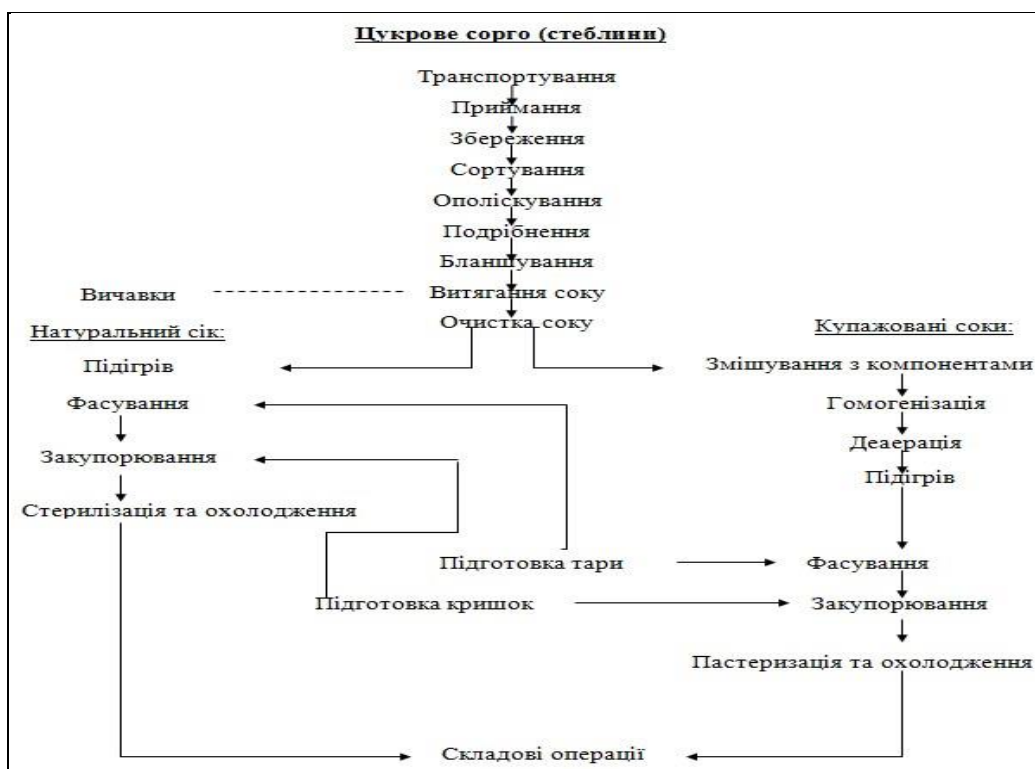 Цукрове сорго (стеблини)
Транспортування
Приймання
Збереження
Сортування
Ополіскування
Подрібнення
Бланшування
Вичавки
Витягання соку
Очистка соку
Натуральний сік:
Купажовані соки:
Підігрів
Змішування з компонентами
Фасування
Гомогенізація
Деаерація
Закупорювання
Підігрів
Стерилізація та охолодження
Підготовка тари
Фасування
Підготовка кришок
Закупорювання
Пастеризація та охолодження
Складові операції